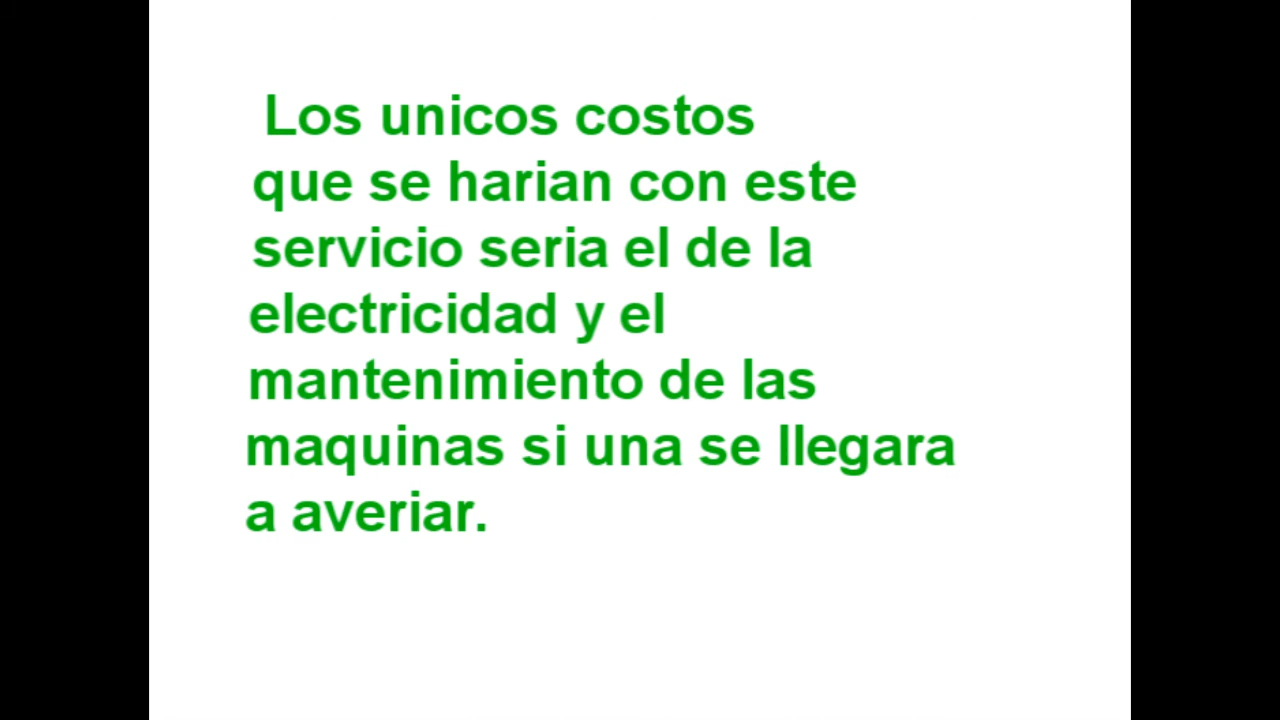 Los unicos costos
que se harian con este
servicio seria el de la
electricidad y el
mantenimiento de las
maquinas si una se llegara
a averiar.